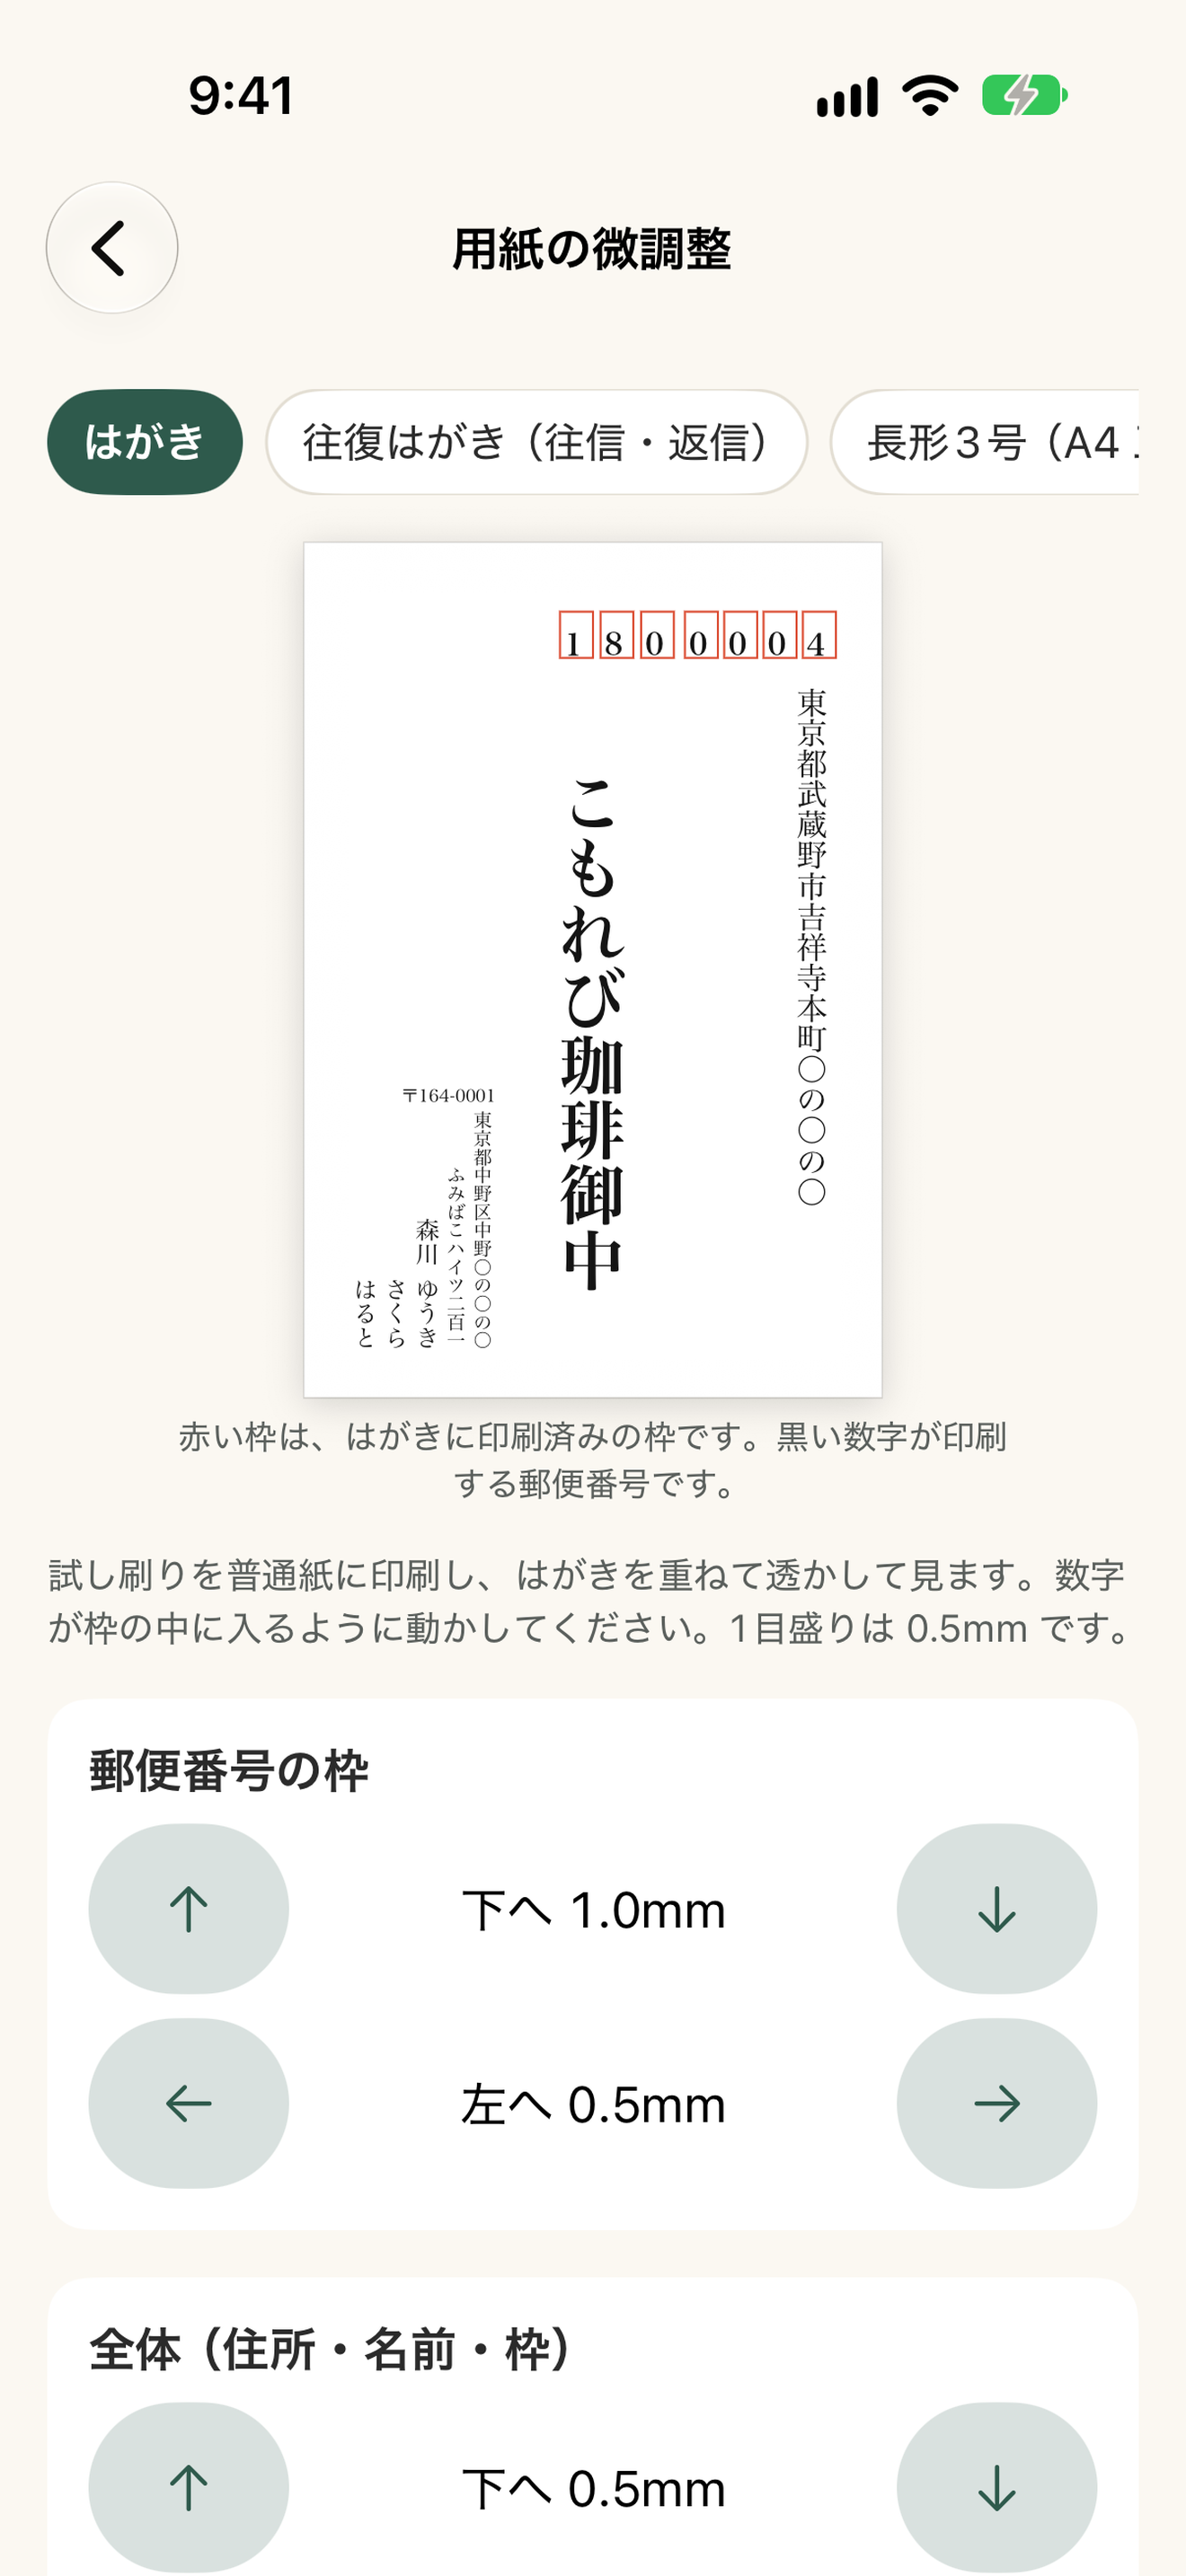 9:41
用紙の微調整
はがき
往復はがき（往信・返信）
長形3号（A4
1800004
東京都武蔵野市吉祥寺本町〇の〇の〇
こもれび珈琲御中
〒164-0001
東京都中野区中野〇の〇の〇
ふみばこハイツ二百一
森川 ゆうき
さくら
はると
赤い枠は、はがきに印刷済みの枠です。黒い数字が印刷
する郵便番号です。
試し刷りを普通紙に印刷し、はがきを重ねて透かして見ます。数字
が枠の中に入るように動かしてください。1目盛りは 0.5mm です。
郵便番号の枠
↑ 下へ 1.0mm ↓
← 左へ 0.5mm →
全体（住所・名前・枠）
↑ 下へ 0.5mm ↓